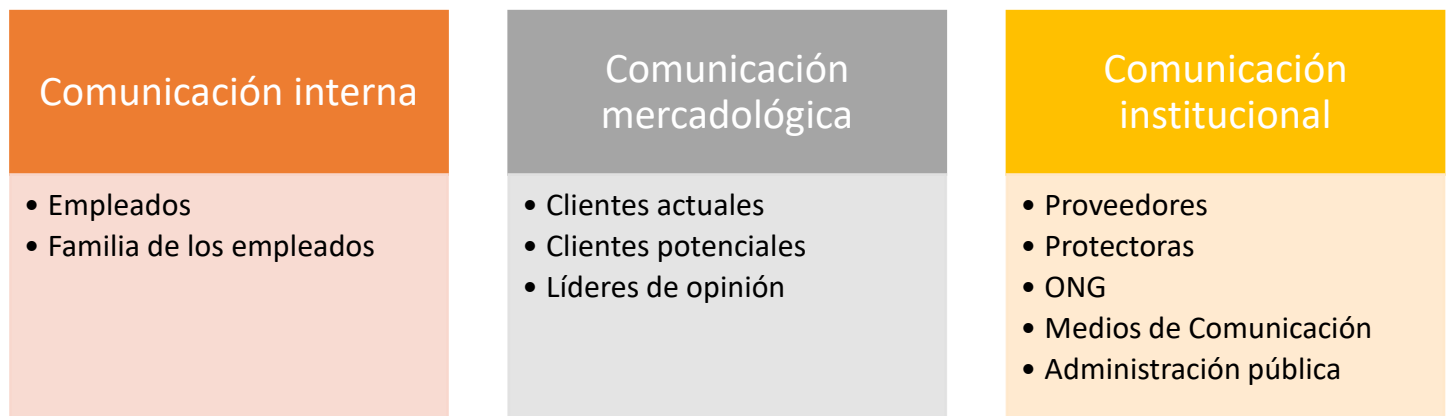 Comunicación interna
• Empleados
• Familia de los empleados
Comunicación
mercadológica
• Clientes actuales
• Clientes potenciales
• Líderes de opinión
Comunicación
institucional
• Proveedores
• Protectoras
• ONG
• Medios de Comunicación
• Administración pública